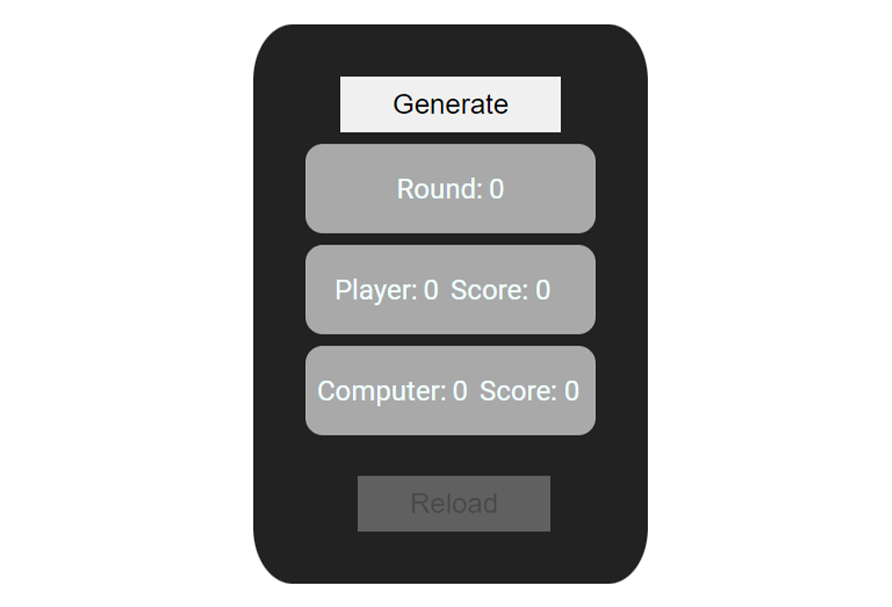 Generate
Round: 0
Player: 0 Score: 0
Computer: 0 Score: 0
Reload